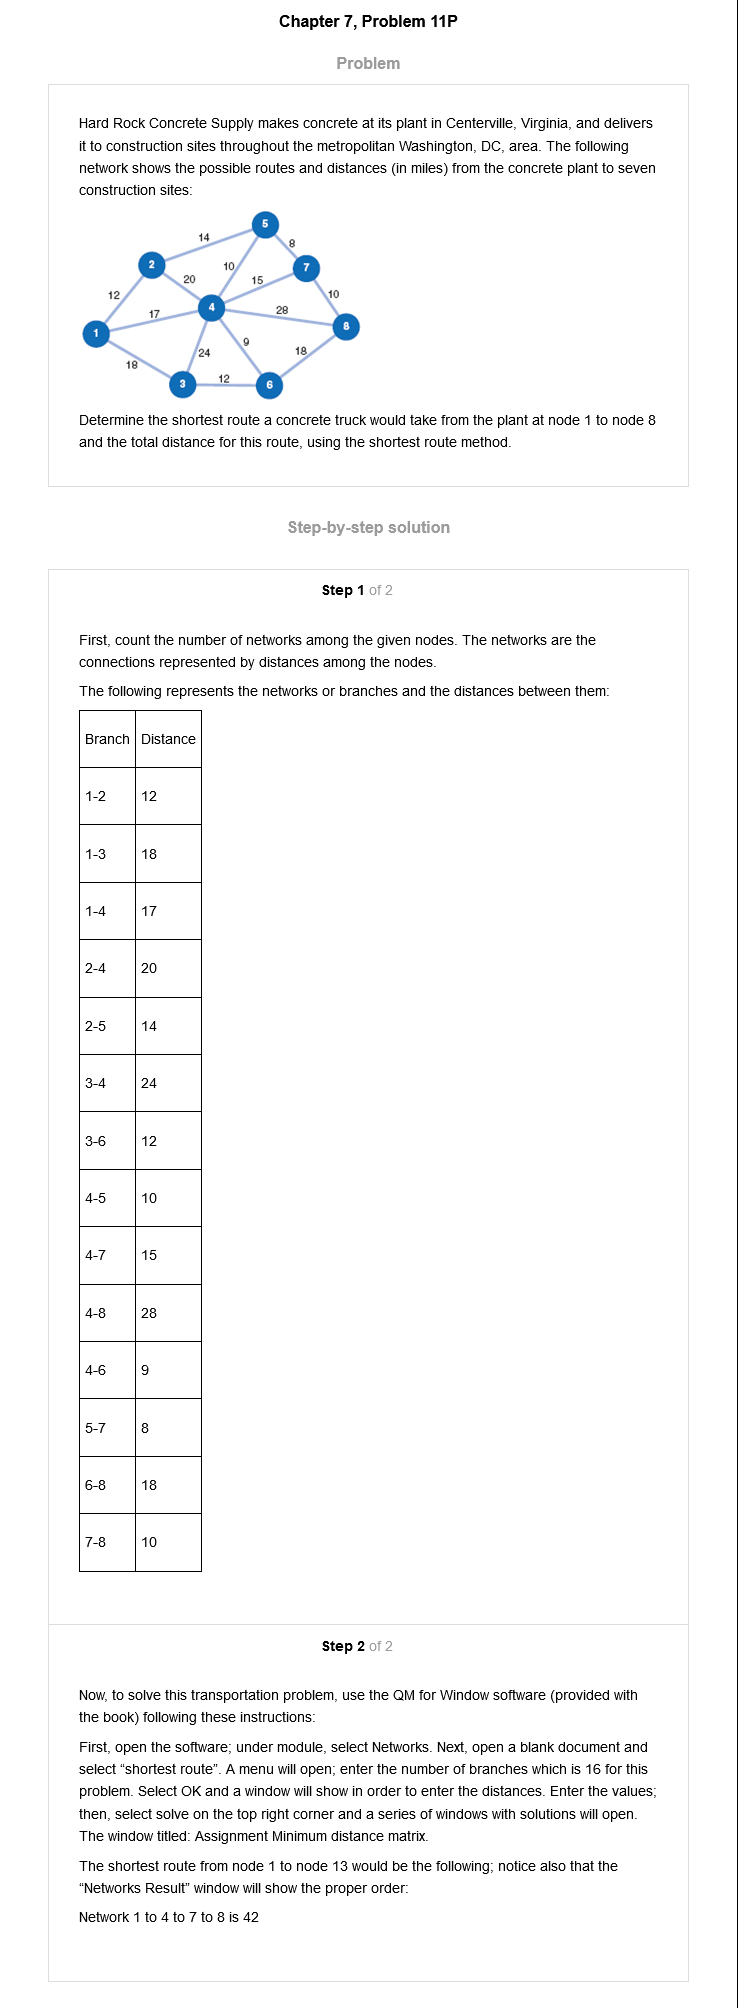 Chapter 7, Problem 11P
Problem
Hard Rock Concrete Supply makes concrete at its plant in Centerville, Virginia, and delivers
it to construction sites throughout the metropolitan Washington, DC, area. The following
network shows the possible routes and distances (in miles) from the concrete plant to seven
construction sites:
5
14
8
2
10
7
20
15
12
10
4
28
17
8
1
9
18
24
18
12
3
6
Determine the shortest route a concrete truck would take from the plant at node 1 to node 8
and the total distance for this route, using the shortest route method.
Step-by-step solution
Step 1 of 2
First, count the number of networks among the given nodes. The networks are the
connections represented by distances among the nodes.
The following represents the networks or branches and the distances between them:
Branch Distance
1-2 12
1-3 18
1-4 17
2-4 20
2-5 14
3-4 24
3-6 12
4-5 10
4-7 15
4-8 28
4-6 9
5-7 8
6-8 18
7-8 10
Step 2 of 2
Now, to solve this transportation problem, use the QM for Window software (provided with
the book) following these instructions:
First, open the software; under module, select Networks. Next, open a blank document and
select “shortest route”. A menu will open; enter the number of branches which is 16 for this
problem. Select OK and a window will show in order to enter the distances. Enter the values;
then, select solve on the top right corner and a series of windows with solutions will open.
The window titled: Assignment Minimum distance matrix.
The shortest route from node 1 to node 13 would be the following; notice also that the
“Networks Result” window will show the proper order:
Network 1 to 4 to 7 to 8 is 42